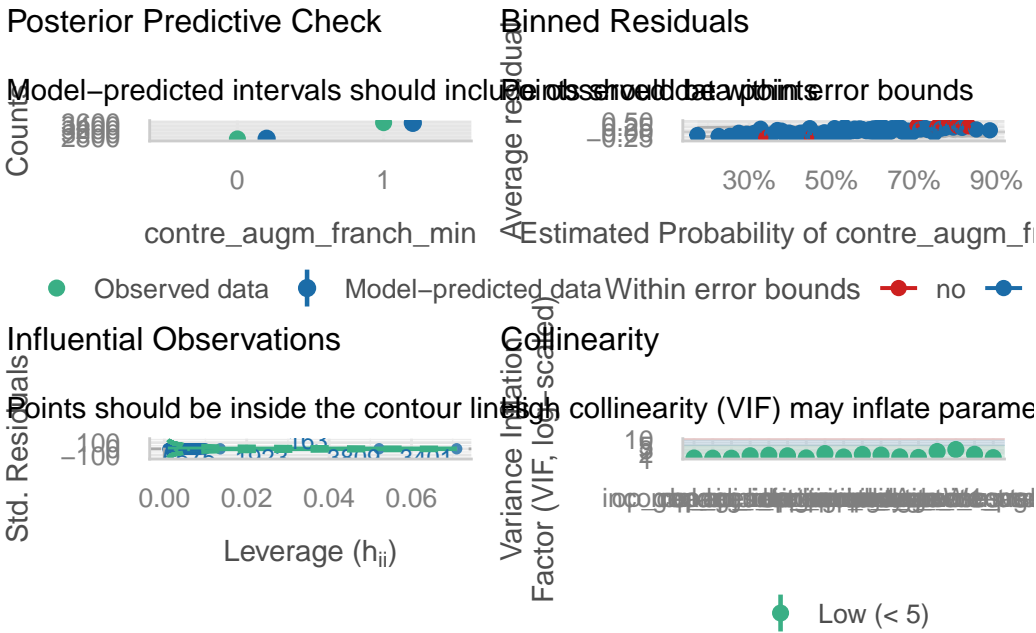 Posterior Predictive Check
Model−predicted intervals should include observed data points
Counts
0 1
contre_augm_franch_min
Observed data Model−predicted data
Binned Residuals
Points should be within error bounds
Average residual
0.50
−0.25
30% 50% 70% 90%
Estimated Probability of contre_augm_f
Within error bounds no
Influential Observations
Points should be inside the contour lines
Std. Residuals
100
0
−100
163
0.00 0.02 0.04 0.06
Leverage (hii)
Collinearity
High collinearity (VIF) may inflate parame
Variance Inflation
Factor (VIF, log−scaled)
10
Low (< 5)